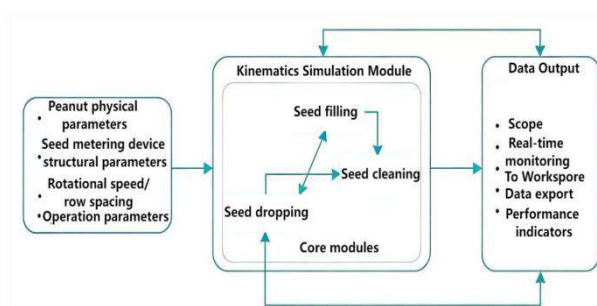 Peanut physical
• parameters
Seed metering device
• structural parameters
Rotational speed/
• row spacing
• Operation parameters
Kinematics Simulation Module
Seed filling
Seed cleaning
Seed dropping
Core modules
Data Output
• Scope
• Real-time
monitoring
• To Workspore
• Data export
• Performance
indicators